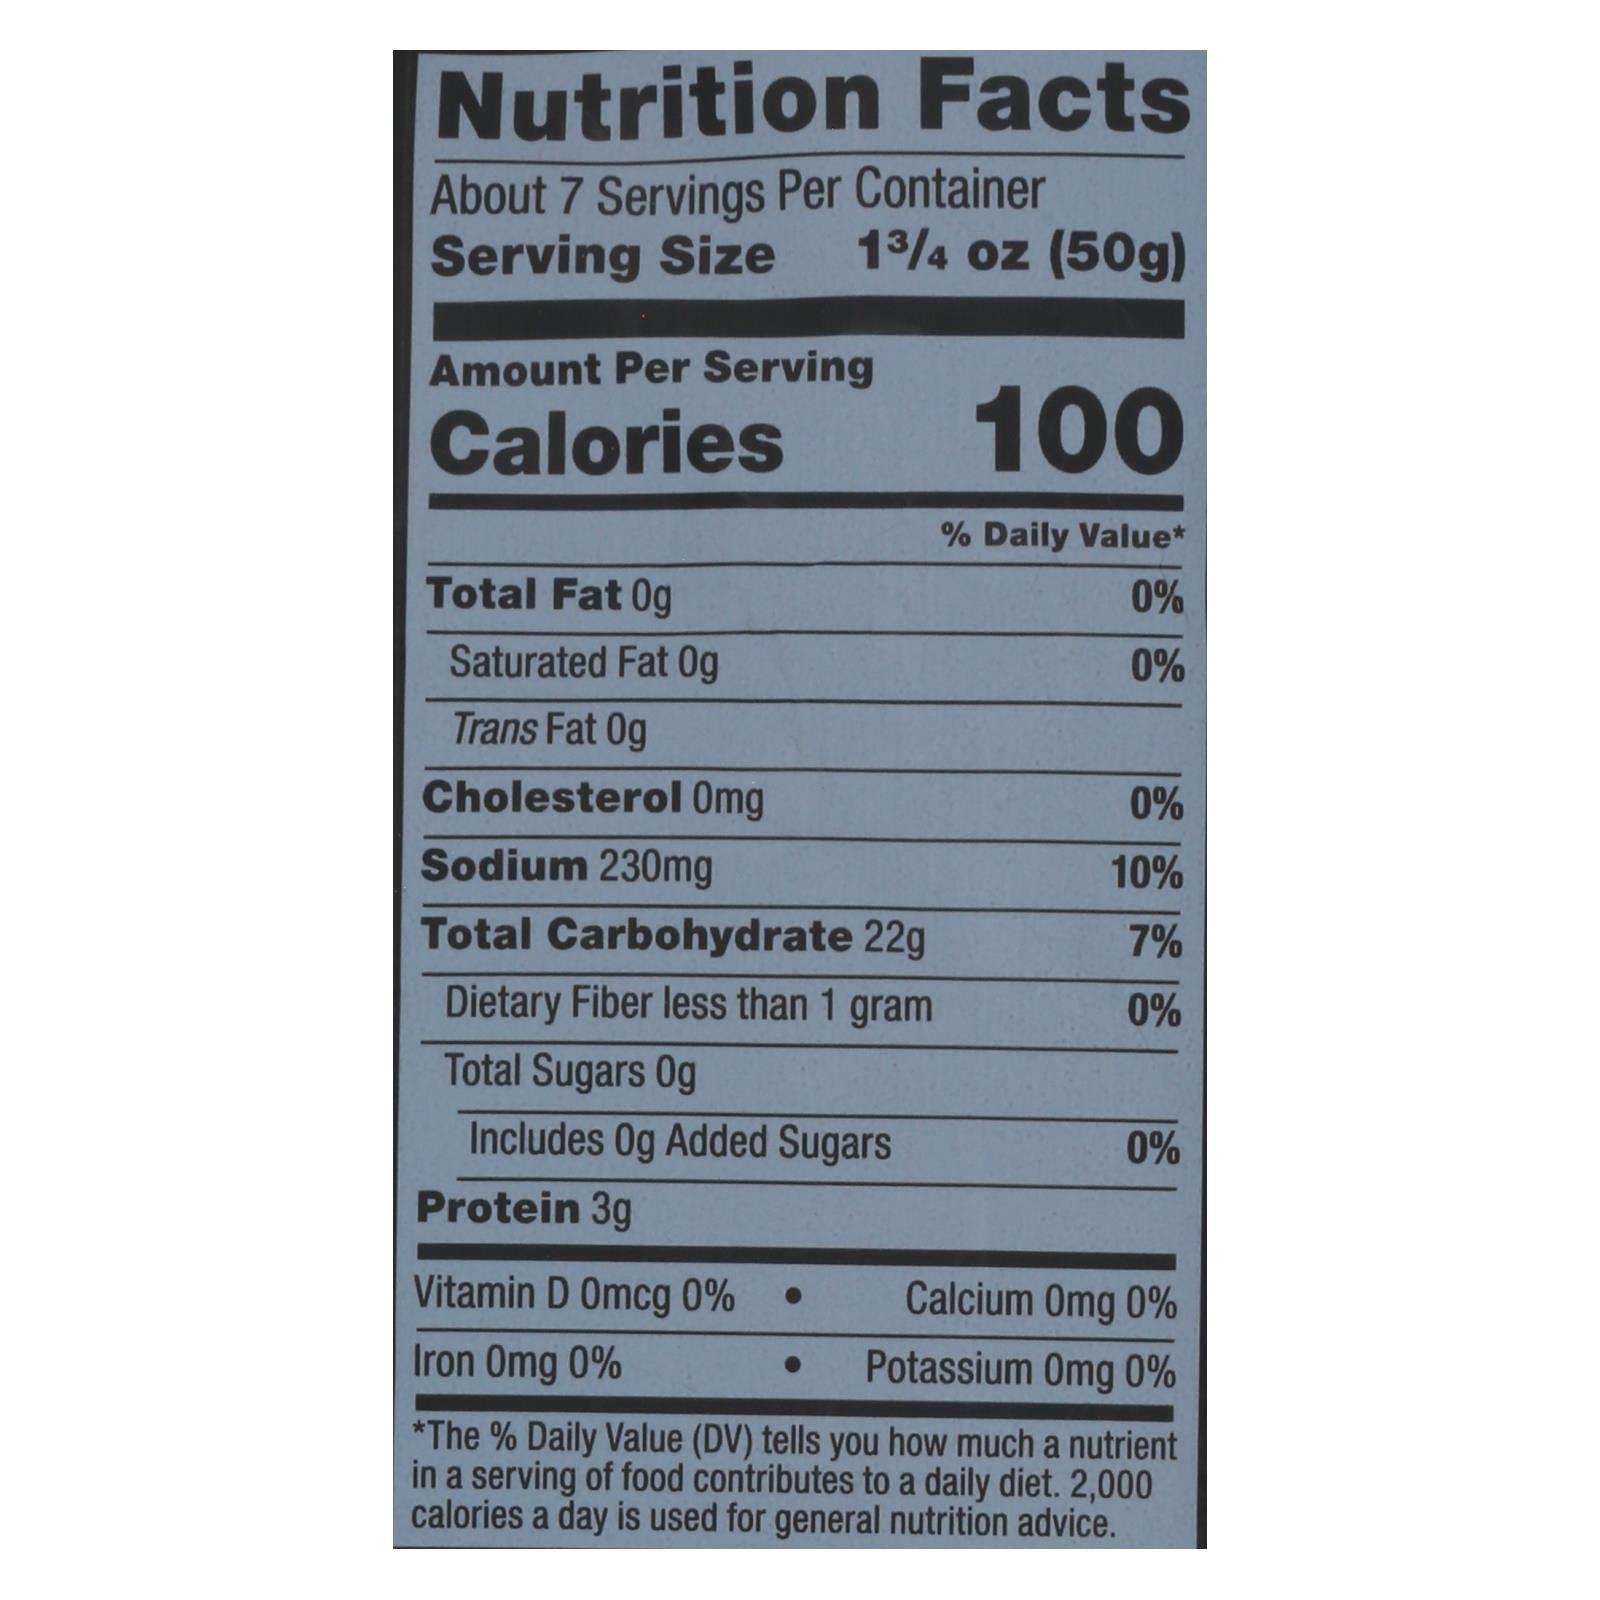 Nutrition Facts
About 7 Servings Per Container
Serving Size 1 3/4 oz (50g)
Amount Per Serving
Calories 100
% Daily Value*
Total Fat 0g 0%
Saturated Fat 0g 0%
Trans Fat 0g
Cholesterol 0mg 0%
Sodium 230mg 10%
Total Carbohydrate 22g 7%
Dietary Fiber less than 1 gram 0%
Total Sugars 0g
Includes 0g Added Sugars 0%
Protein 3g
Vitamin D 0mcg 0% • Calcium 0mg 0%
Iron 0mg 0% • Potassium 0mg 0%
*The % Daily Value (DV) tells you how much a nutrient
in a serving of food contributes to a daily diet. 2,000
calories a day is used for general nutrition advice.